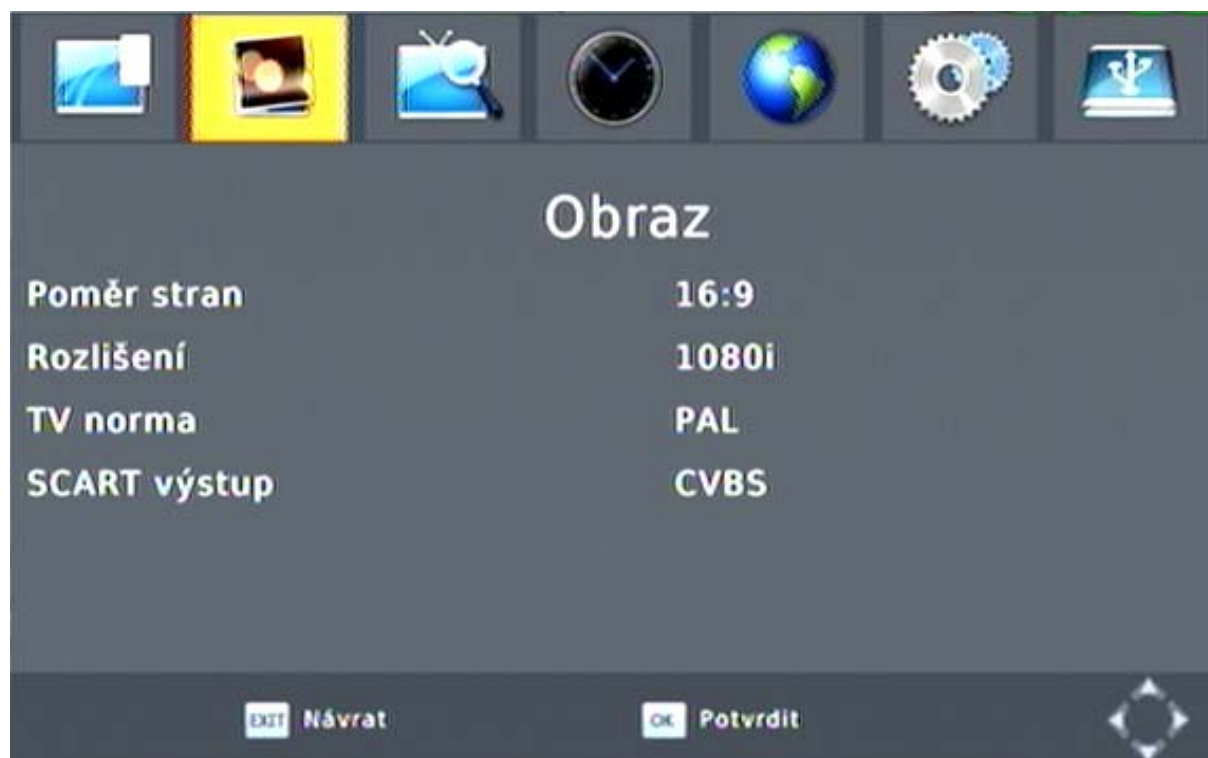 Obraz
Poměr stran 16:9
Rozlišení 1080i
TV norma PAL
SCART výstup CVBS
EXIT Návrat OK Potvrdit